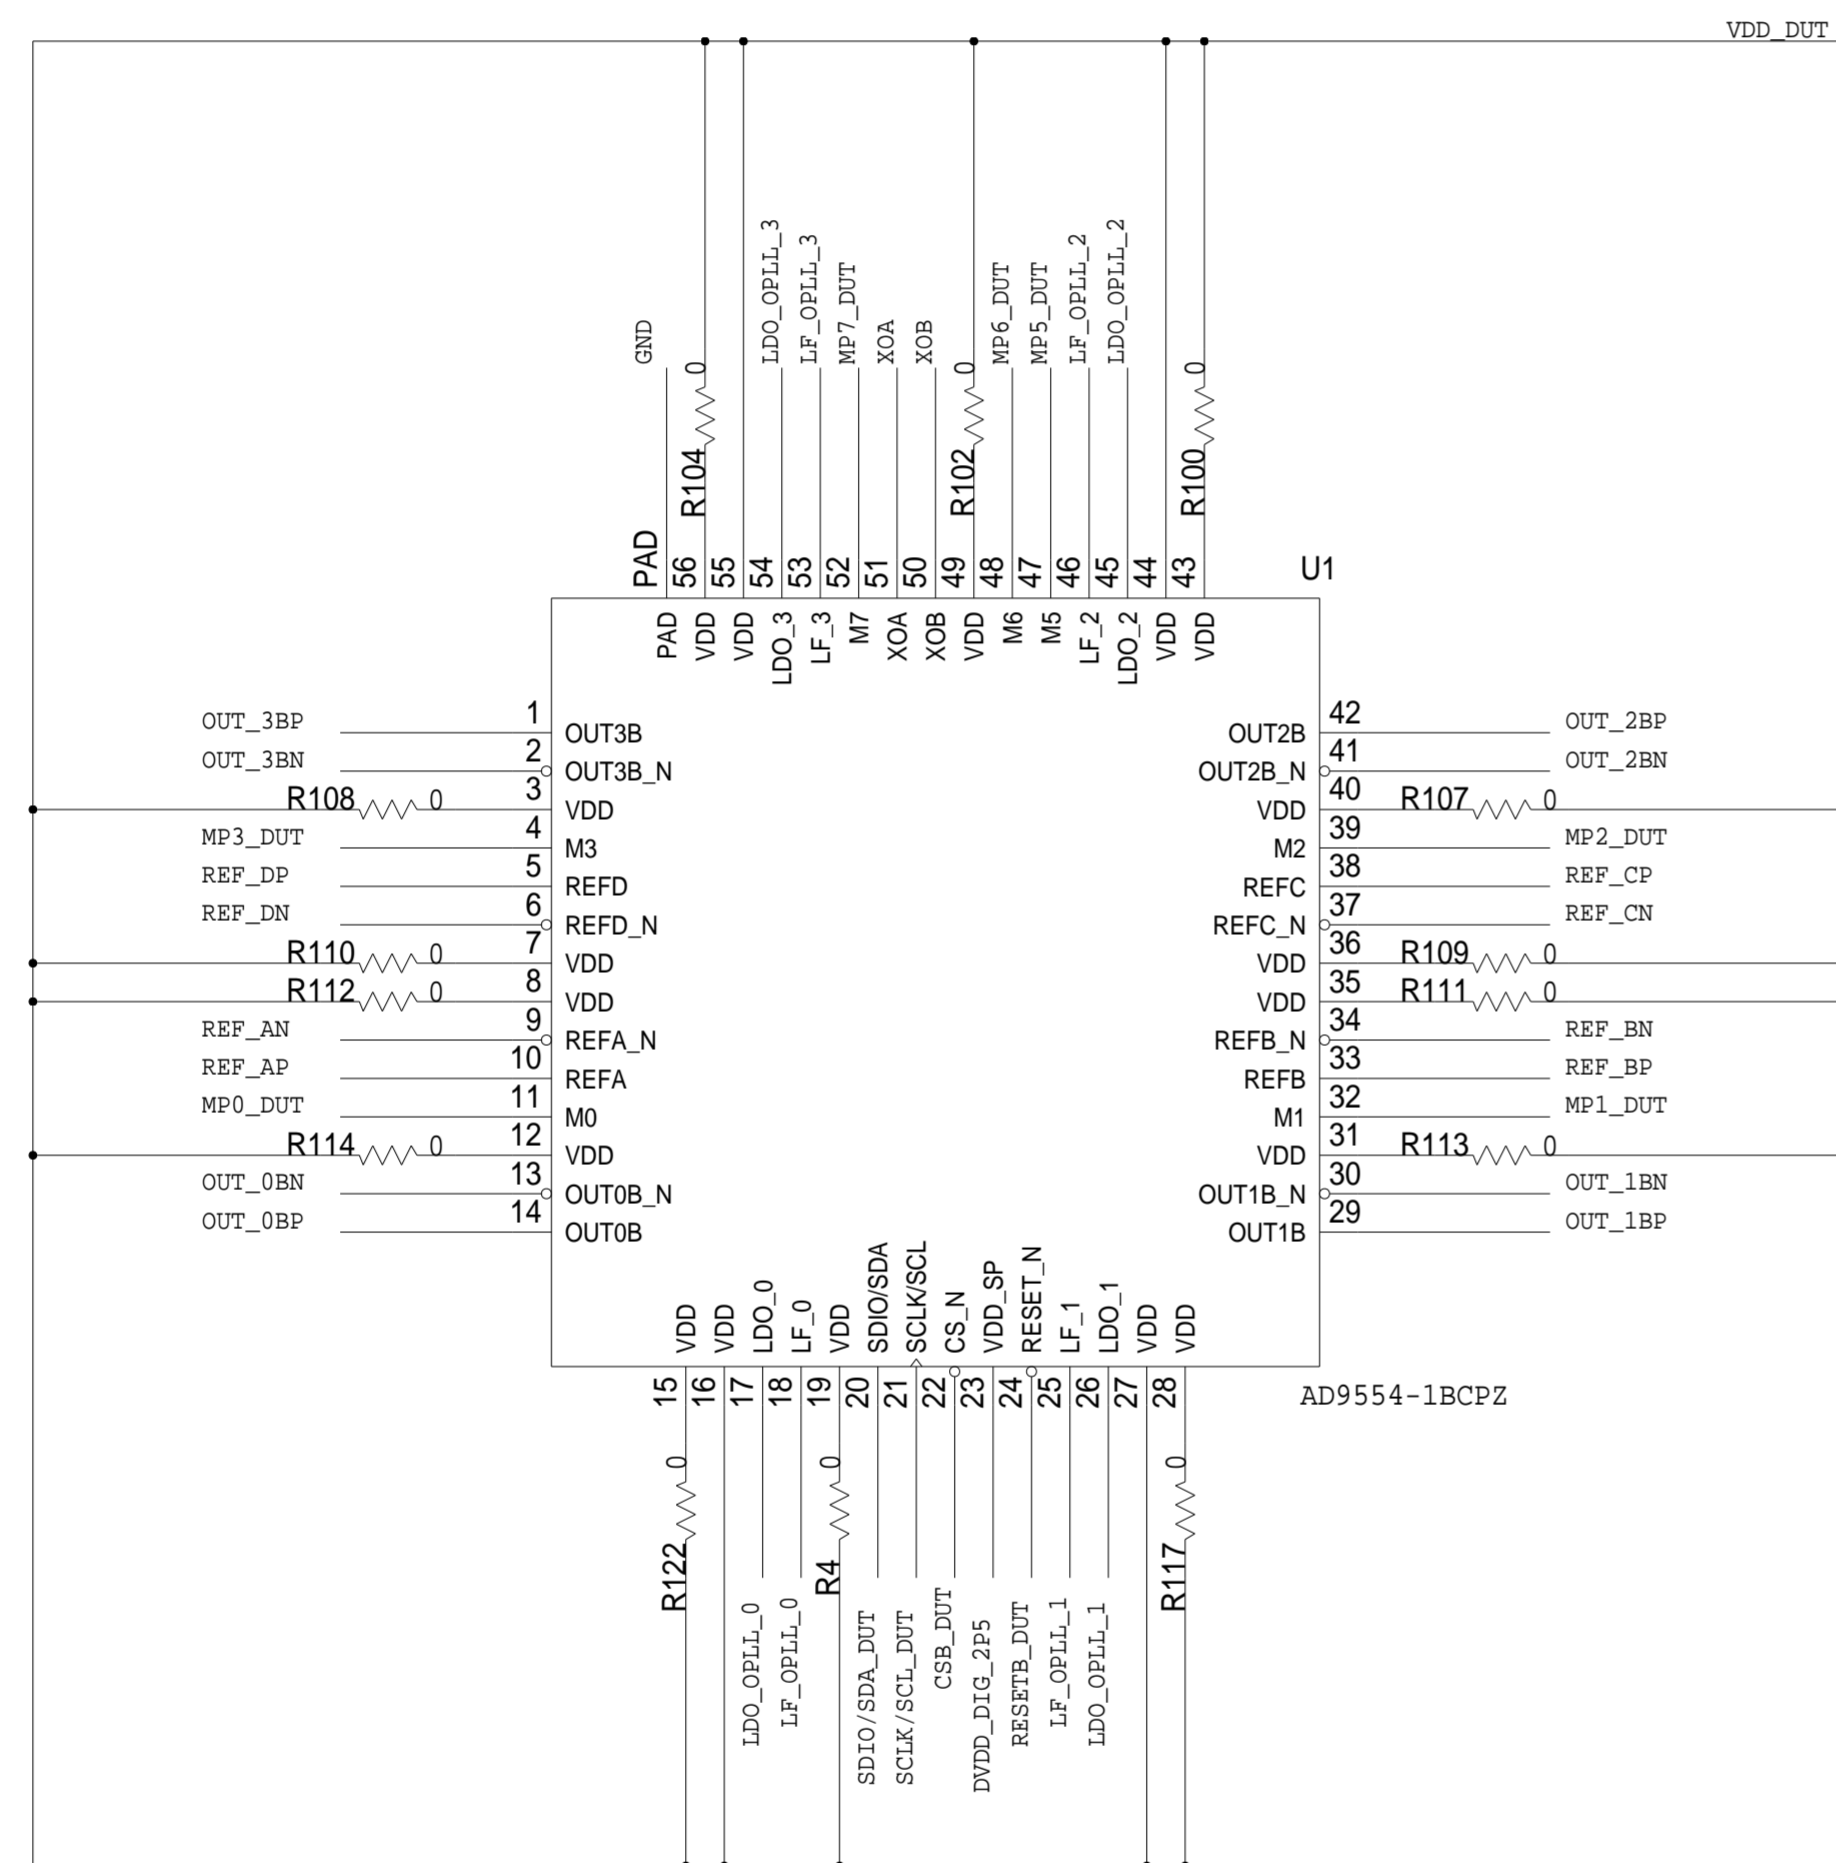 VDD_DUT
GND
LDO_OPLL_3
LF_OPLL_3
MP7_DUT
XOA
XOB
MP6_DUT
MP5_DUT
LF_OPLL_2
LDO_OPLL_2
0
0
0
R104
R102
R100
PAD
56
55
54
53
52
51
50
49
48
47
46
45
44
43
U1
PAD
VDD
VDD
LDO_3
LF_3
M7
XOA
XOB
VDD
M6
M5
LF_2
LDO_2
VDD
VDD
OUT_3BP 1 OUT3B
OUT_3BN 2 OUT3B_N
R108 0 3 VDD
MP3_DUT 4 M3
REF_DP 5 REFD
REF_DN 6 REFD_N
R110 0 7 VDD
R112 0 8 VDD
REF_AN 9 REFA_N
REF_AP 10 REFA
MP0_DUT 11 M0
R114 0 12 VDD
OUT_0BN 13 OUT0B_N
OUT_0BP 14 OUT0B
OUT2B 42 OUT_2BP
OUT2B_N 41 OUT_2BN
VDD 40 R107 0
M2 39 MP2_DUT
REFC 38 REF_CP
REFC_N 37 REF_CN
VDD 36 R109 0
VDD 35 R111 0
REFB_N 34 REF_BN
REFB 33 REF_BP
M1 32 MP1_DUT
VDD 31 R113 0
OUT1B_N 30 OUT_1BN
OUT1B 29 OUT_1BP
VDD
VDD
LDO_0
LF_0
VDD
SDIO/SDA
SCLK/SCL
CS_N
VDD_SP
RESET_N
LF_1
LDO_1
VDD
VDD
15
16
17
18
19
20
21
22
23
24
25
26
27
28
AD9554-1BCPZ
0
0
0
R122
R4
R117
LDO_OPLL_0
LF_OPLL_0
SDIO/SDA_DUT
SCLK/SCL_DUT
CSB_DUT
DVDD_DIG_2P5
RESETB_DUT
LF_OPLL_1
LDO_OPLL_1